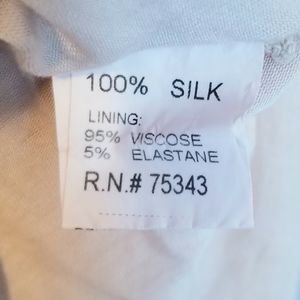 100% SILK
LINING:
95% VISCOSE
5% ELASTANE
R.N.# 75343